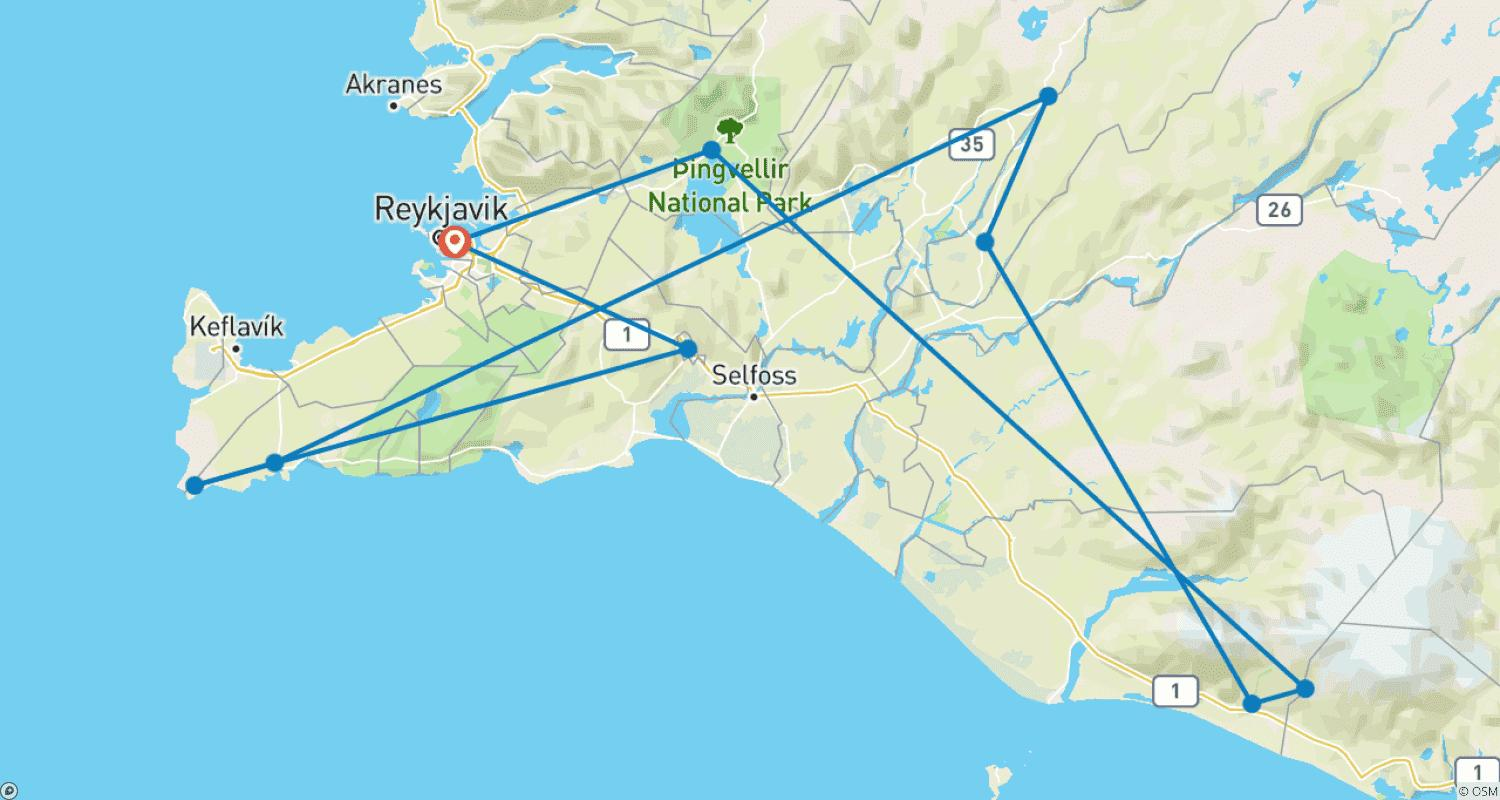 Akranes
35
Þingvellir
National Park
Reykjavik
26
Keflavík
1
Selfoss
1
1
© OSM